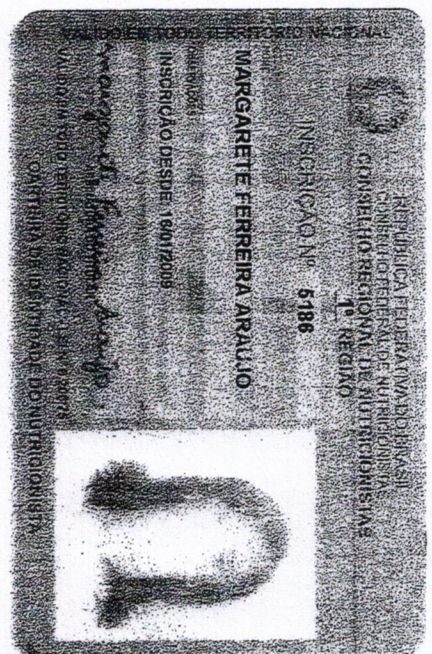 REPÚBLICA FEDERATIVA DO BRASIL
CONSELHO FEDERAL DE NUTRICIONISTAS
CONSELHO REGIONAL DE NUTRICIONISTAS
1ª REGIÃO
INSCRIÇÃO Nº 5186
MARGARETE FERREIRA ARAUJO
INSCRIÇÃO DESDE 16/01/2009
CARTEIRA DE IDENTIDADE DO NUTRICIONISTA
VÁLIDO EM TODO TERRITÓRIO NACIONAL